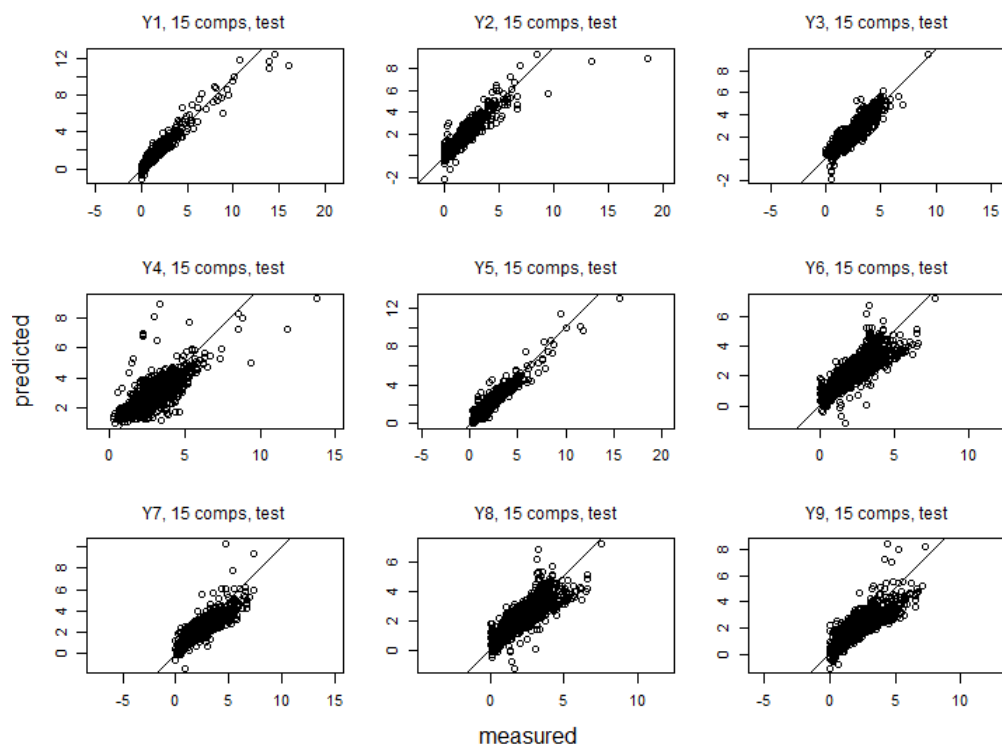 Y1, 15 comps, test
Y2, 15 comps, test
Y3, 15 comps, test
12
8
4
0
-5 0 5 10 15 20
8
6
4
2
-2
0 5 10 15 20
8
6
4
2
-2
-5 0 5 10 15
predicted
Y4, 15 comps, test
Y5, 15 comps, test
Y6, 15 comps, test
8
6
4
2
0 5 10 15
12
8
4
0
-5 0 5 10 15 20
6
4
2
0
0 5 10
Y7, 15 comps, test
Y8, 15 comps, test
Y9, 15 comps, test
8
6
4
2
0
-5 0 5 10 15
6
4
2
0
0 5 10
8
6
4
2
0
0 5 10
measured